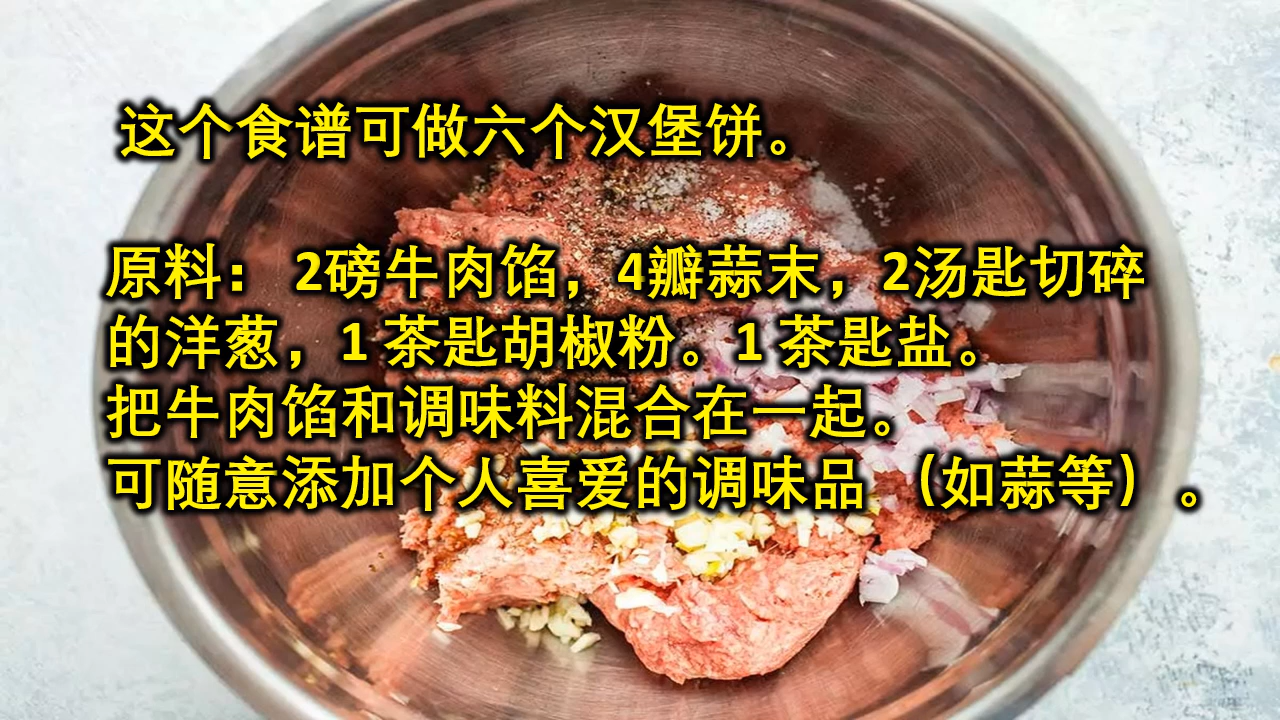 这个食谱可做六个汉堡饼。
原料： 2磅牛肉馅，4瓣蒜末，2汤匙切碎
的洋葱，1 茶匙胡椒粉。1 茶匙盐。
把牛肉馅和调味料混合在一起。
可随意添加个人喜爱的调味品 （如蒜等）。